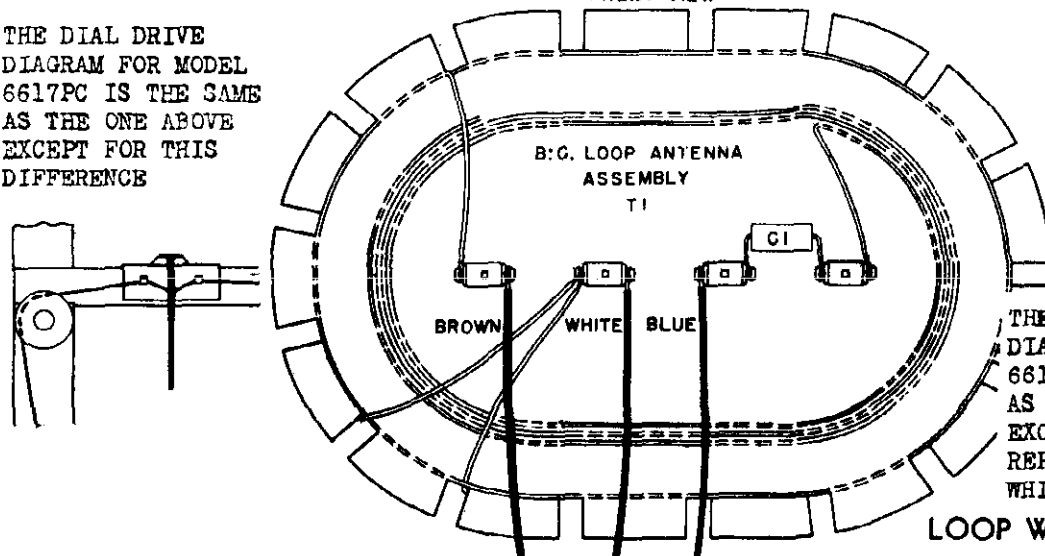 THE DIAL DRIVE
DIAGRAM FOR MODEL
6617PC IS THE SAME
AS THE ONE ABOVE
EXCEPT FOR THIS
DIFFERENCE
B.C. LOOP ANTENNA
ASSEMBLY
T1
C1
BROWN
WHITE
BLUE
THE
DIA
661
AS
EXC
REF
WHI
LOOP W